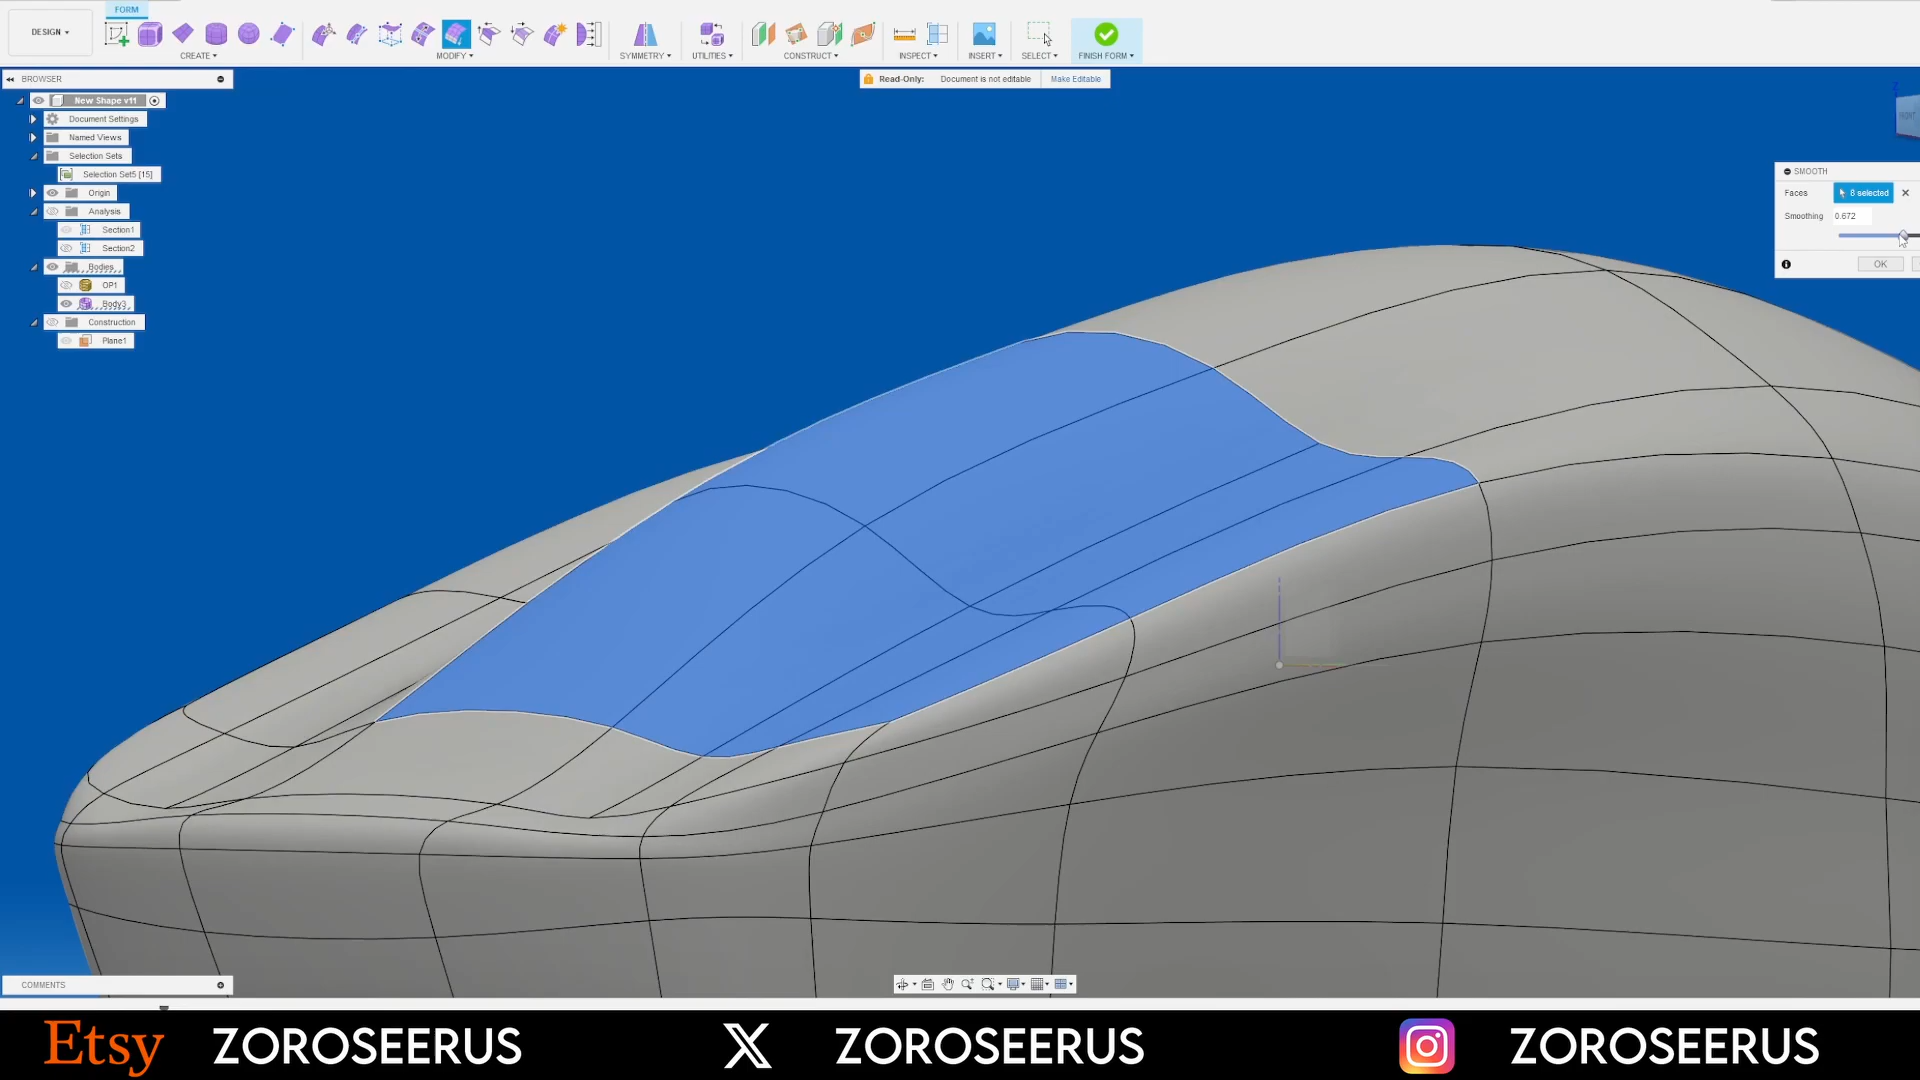 FORM
DESIGN
CREATE
MODIFY
SYMMETRY
UTILITIES
CONSTRUCT
INSPECT
INSERT
SELECT
FINISH FORM
BROWSER
Read-Only: Document is not editable Make Editable
New Shape v11
Document Settings
Named Views
Selection Sets
Selection Set5 [15]
Origin
Analysis
Section1
Section2
Bodies
OP1
Body3
Construction
Plane1
FRONT
Z
SMOOTH
Faces 8 selected
Smoothing 0.672
OK
COMMENTS
Etsy ZOROSEERUS X ZOROSEERUS ZOROSEERUS